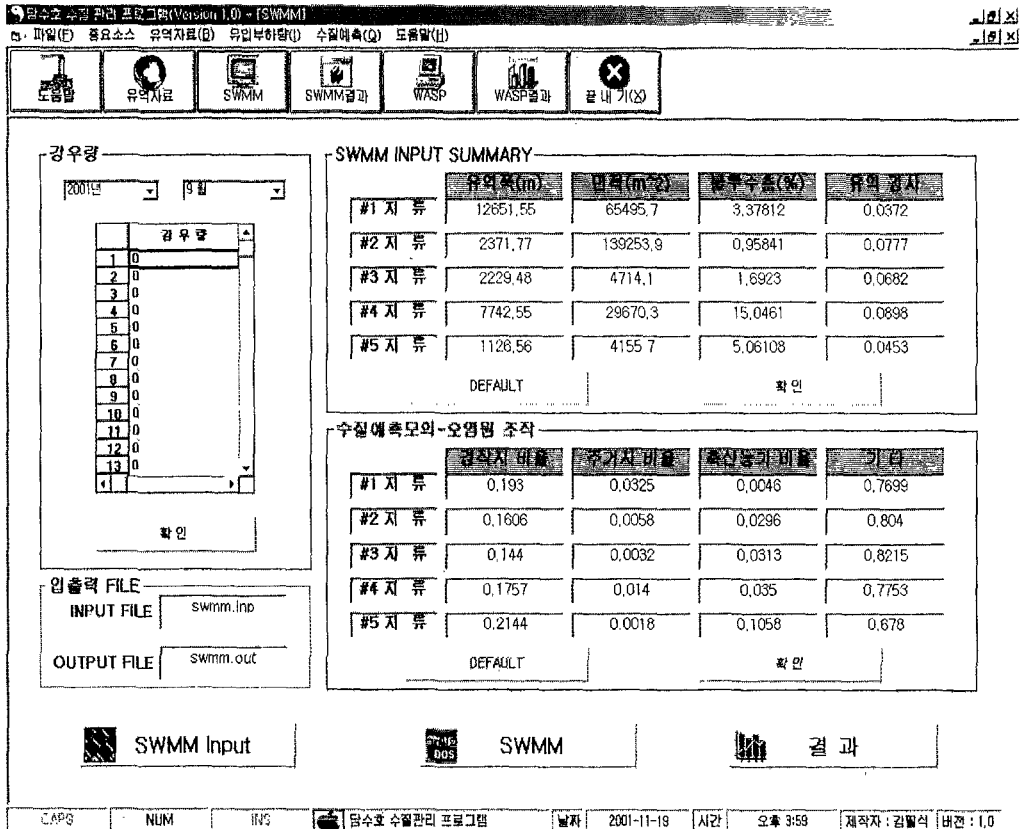 담수호 수질 관리 프로그램(Version 1.0) - [SWMM]
파일(F) 중요소스 유역자료(B) 유입부하량(I) 수질예측(Q) 도움말(H)
도움말 유역자료 SWMM SWMM결과 WASP WASP결과 끝 내 기(X)
강우량
2001년 9 월
강 우 량
1 0
2 0
3 0
4 0
5 0
6 0
7 0
8 0
9 0
10 0
11 0
12 0
13 0
확 인
입출력 FILE
INPUT FILE swmm.inp
OUTPUT FILE swmm.out
SWMM INPUT SUMMARY
유역폭(m) 면적(m^2) 불투수율(%) 유역 경사
#1 지 류 12651.55 65495.7 3.37812 0.0372
#2 지 류 2371.77 139253.9 0.95841 0.0777
#3 지 류 2229.48 4714.1 1.6923 0.0682
#4 지 류 7742.55 29670.3 15.0461 0.0898
#5 지 류 1126.56 4155 7 5.06108 0.0453
DEFAULT 확 인
수질예측모의-오염원 조작
경작지 비율 주거지 비율 축산농가 비율 기 타
#1 지 류 0.193 0.0325 0.0046 0.7699
#2 지 류 0.1606 0.0058 0.0296 0.804
#3 지 류 0.144 0.0032 0.0313 0.8215
#4 지 류 0.1757 0.014 0.035 0.7753
#5 지 류 0.2144 0.0018 0.1058 0.678
DEFAULT 확 인
SWMM Input SWMM 결 과
CAPS NUM INS 담수호 수질관리 프로그램 날짜 2001-11-19 시간 오후 3:59 제작자 : 김필식 버전 : 1.0